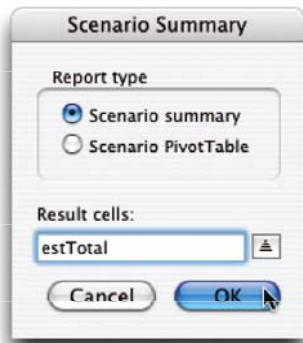 Scenario Summary
Report type
Scenario summary
Scenario PivotTable
Result cells:
estTotal
Cancel
OK